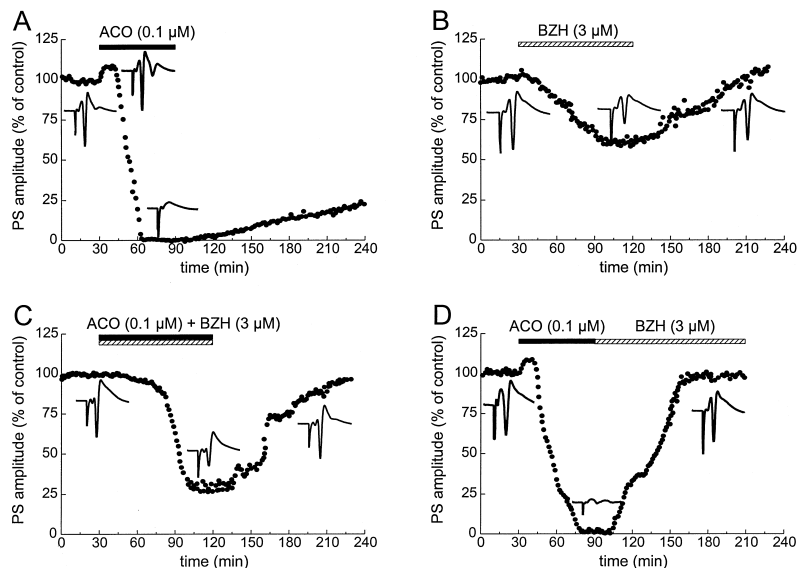 A
ACO (0.1 µM)
PS amplitude (% of control)
125
100
75
50
25
0
0 30 60 90 120 150 180 210 240
time (min)
B
BZH (3 µM)
PS amplitude (% of control)
125
100
75
50
25
0
0 30 60 90 120 150 180 210 240
time (min)
C
ACO (0.1 µM) + BZH (3 µM)
PS amplitude (% of control)
125
100
75
50
25
0
0 30 60 90 120 150 180 210 240
time (min)
D
ACO (0.1 µM) BZH (3 µM)
PS amplitude (% of control)
125
100
75
50
25
0
0 30 60 90 120 150 180 210 240
time (min)